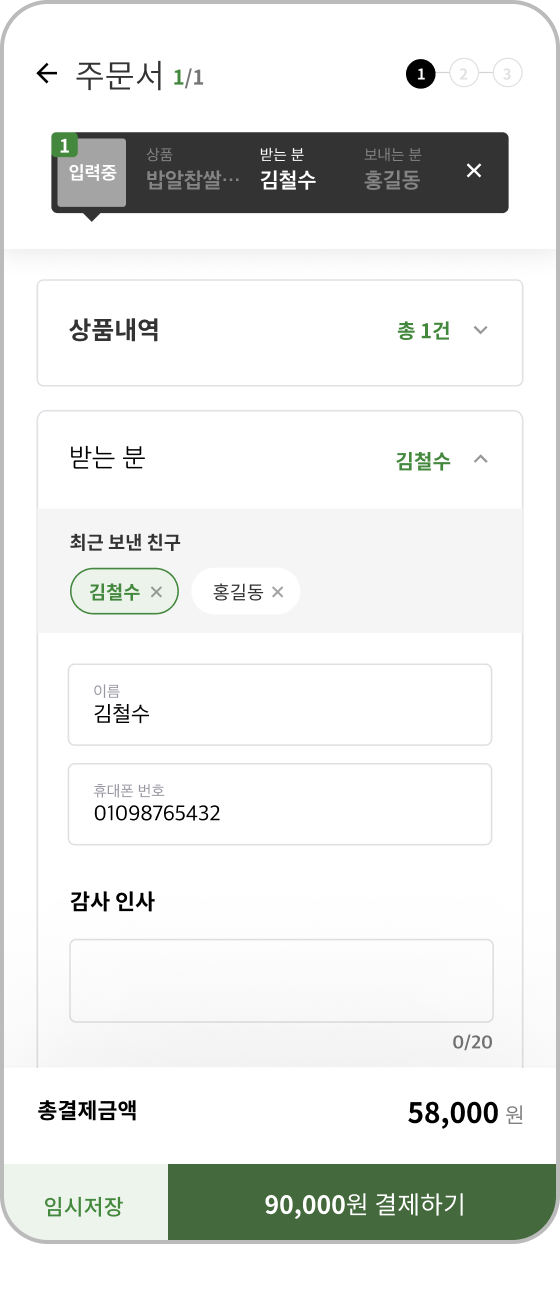 주문서 1/1
1 2 3
1
입력중
상품
밥알찹쌀…
받는 분
김철수
보내는 분
홍길동
상품내역
총 1건
받는 분
김철수
최근 보낸 친구
김철수
홍길동
이름
김철수
휴대폰 번호
01098765432
감사 인사
0/20
총결제금액
58,000 원
임시저장
90,000원 결제하기